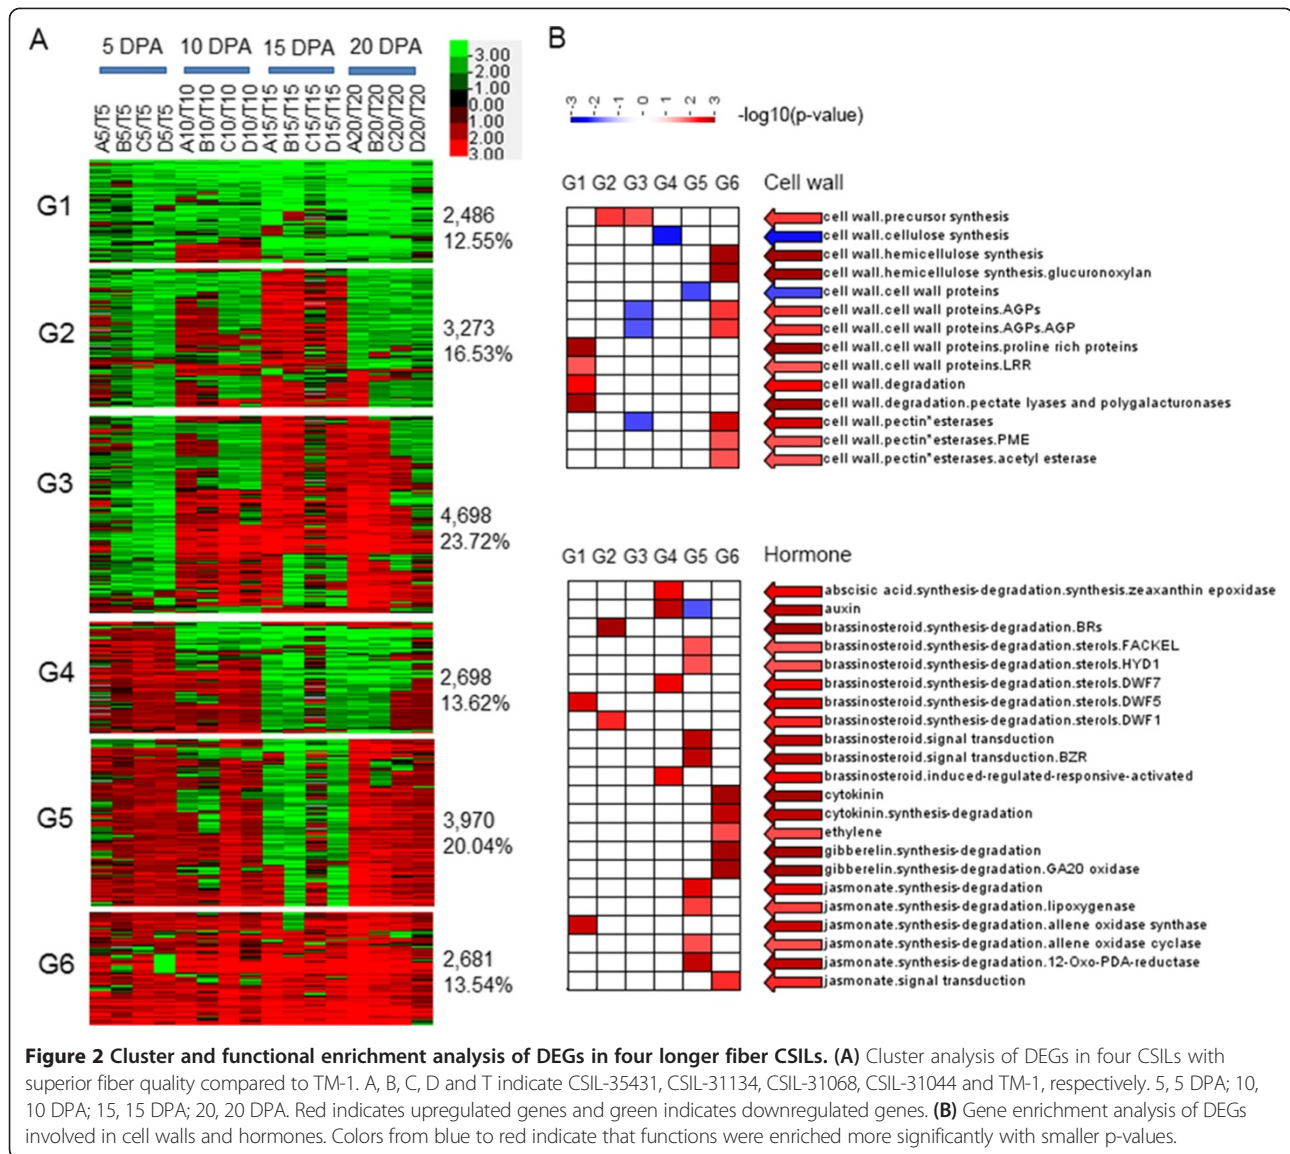 A
5 DPA 10 DPA 15 DPA 20 DPA
A5/T5
B5/T5
C5/T5
D5/T5
A10/T10
B10/T10
C10/T10
D10/T10
A15/T15
B15/T15
C15/T15
D15/T15
A20/T20
B20/T20
C20/T20
D20/T20
-3.00
-2.00
-1.00
0.00
1.00
2.00
3.00
G1
2,486
12.55%
G2
3,273
16.53%
G3
4,698
23.72%
G4
2,698
13.62%
G5
3,970
20.04%
G6
2,681
13.54%
B
-3 -2 -1 0 1 2 3
-log10(p-value)
G1 G2 G3 G4 G5 G6 Cell wall
cell wall.precursor synthesis
cell wall.cellulose synthesis
cell wall.hemicellulose synthesis
cell wall.hemicellulose synthesis.glucuronoxylan
cell wall.cell wall proteins
cell wall.cell wall proteins.AGPs
cell wall.cell wall proteins.AGPs.AGP
cell wall.cell wall proteins.proline rich proteins
cell wall.cell wall proteins.LRR
cell wall.degradation
cell wall.degradation.pectate lyases and polygalacturonases
cell wall.pectin*esterases
cell wall.pectin*esterases.PME
cell wall.pectin*esterases.acetyl esterase
G1 G2 G3 G4 G5 G6 Hormone
abscisic acid.synthesis-degradation.synthesis.zeaxanthin epoxidase
auxin
brassinosteroid.synthesis-degradation.BRs
brassinosteroid.synthesis-degradation.sterols.FACKEL
brassinosteroid.synthesis-degradation.sterols.HYD1
brassinosteroid.synthesis-degradation.sterols.DWF7
brassinosteroid.synthesis-degradation.sterols.DWF5
brassinosteroid.synthesis-degradation.sterols.DWF1
brassinosteroid.signal transduction
brassinosteroid.signal transduction.BZR
brassinosteroid.induced-regulated-responsive-activated
cytokinin
cytokinin.synthesis-degradation
ethylene
gibberelin.synthesis-degradation
gibberelin.synthesis-degradation.GA20 oxidase
jasmonate.synthesis-degradation
jasmonate.synthesis-degradation.lipoxygenase
jasmonate.synthesis-degradation.allene oxidase synthase
jasmonate.synthesis-degradation.allene oxidase cyclase
jasmonate.synthesis-degradation.12-Oxo-PDA-reductase
jasmonate.signal transduction
Figure 2 Cluster and functional enrichment analysis of DEGs in four longer fiber CSILs. (A) Cluster analysis of DEGs in four CSILs with
superior fiber quality compared to TM-1. A, B, C, D and T indicate CSIL-35431, CSIL-31134, CSIL-31068, CSIL-31044 and TM-1, respectively. 5, 5 DPA; 10,
10 DPA; 15, 15 DPA; 20, 20 DPA. Red indicates upregulated genes and green indicates downregulated genes. (B) Gene enrichment analysis of DEGs
involved in cell walls and hormones. Colors from blue to red indicate that functions were enriched more significantly with smaller p-values.